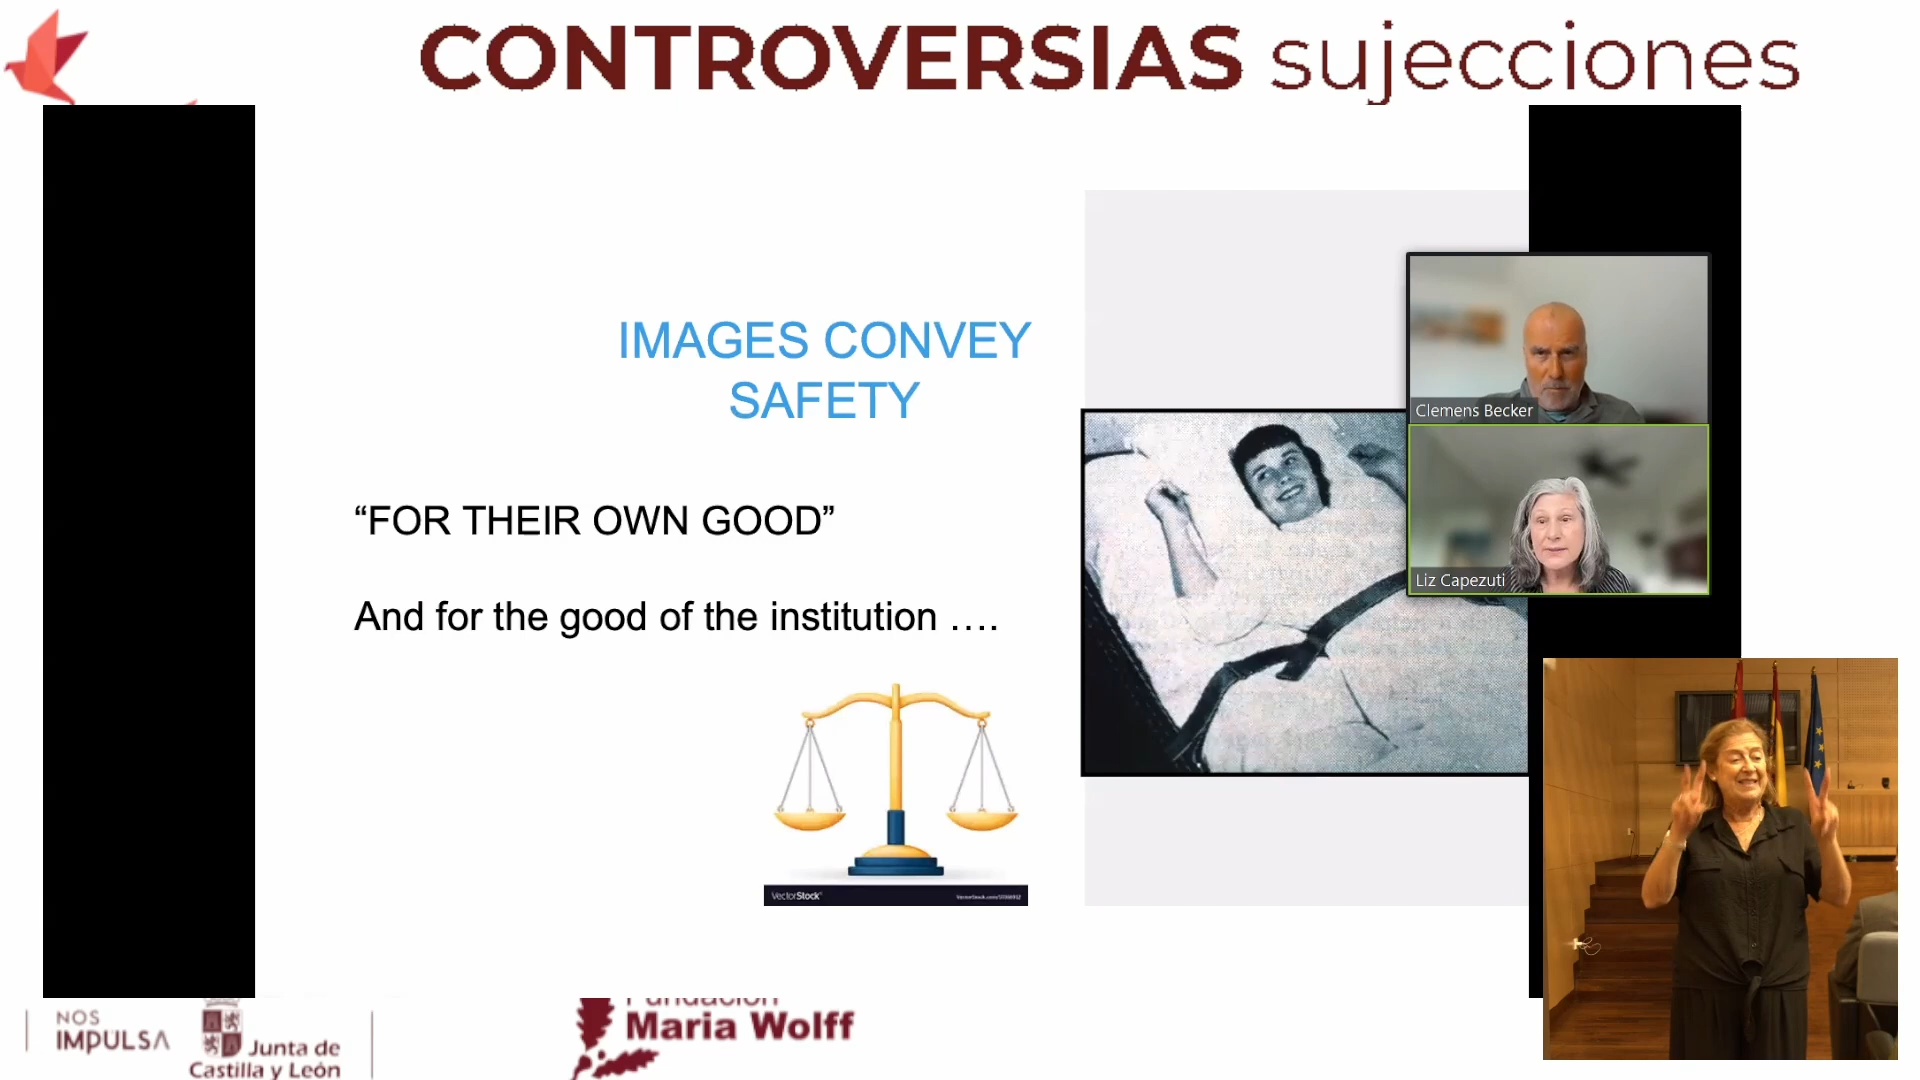 CONTROVERSIAS sujecciones
IMAGES CONVEY
SAFETY
“FOR THEIR OWN GOOD”
And for the good of the institution ….
Clemens Becker
Liz Capezuti
VectorStock®
NOS
IMPULSA
Junta de
Castilla y León
Fundación
Maria Wolff